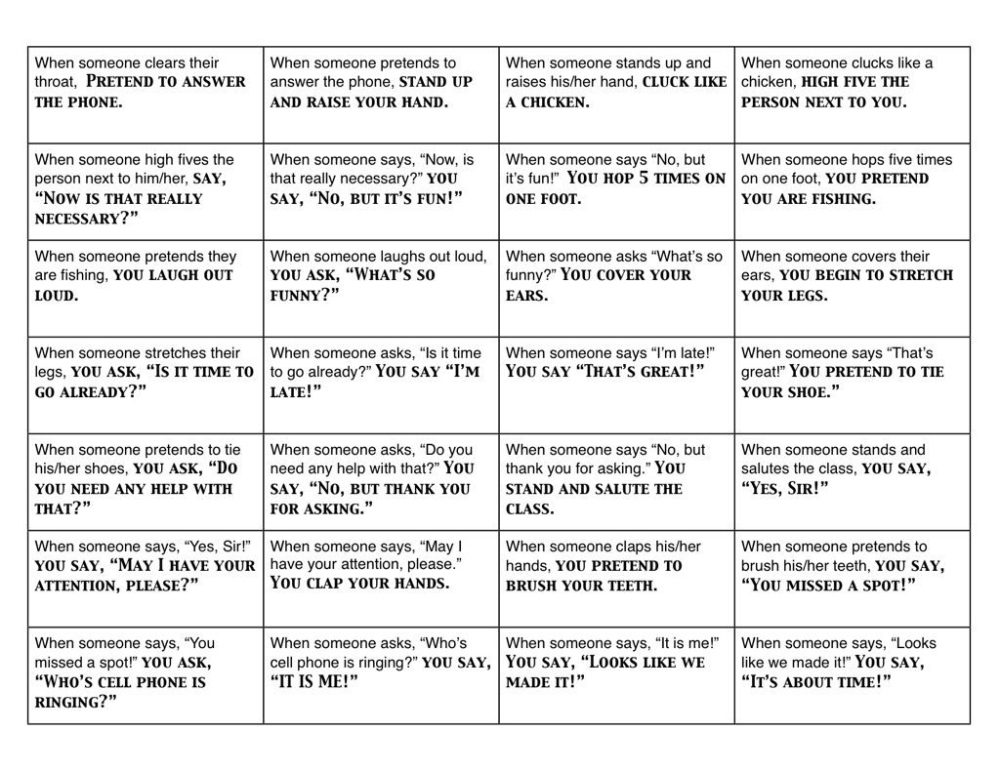 When someone clears their
throat,  PRETEND TO ANSWER
THE PHONE.
When someone pretends to
answer the phone, STAND UP
AND RAISE YOUR HAND.
When someone stands up and
raises his/her hand, CLUCK LIKE
A CHICKEN.
When someone clucks like a
chicken, HIGH FIVE THE
PERSON NEXT TO YOU.
When someone high fives the
person next to him/her, SAY,
“NOW IS THAT REALLY
NECESSARY?”
When someone says, “Now, is
that really necessary?” YOU
SAY, “NO, BUT IT’S FUN!”
When someone says “No, but
it’s fun!”  YOU HOP 5 TIMES ON
ONE FOOT.
When someone hops five times
on one foot, YOU PRETEND
YOU ARE FISHING.
When someone pretends they
are fishing, YOU LAUGH OUT
LOUD.
When someone laughs out loud,
YOU ASK, “WHAT’S SO
FUNNY?”
When someone asks “What’s so
funny?” YOU COVER YOUR
EARS.
When someone covers their
ears, YOU BEGIN TO STRETCH
YOUR LEGS.
When someone stretches their
legs, YOU ASK, “IS IT TIME TO
GO ALREADY?”
When someone asks, “Is it time
to go already?” YOU SAY “I’M
LATE!”
When someone says “I’m late!”
YOU SAY “THAT’S GREAT!”
When someone says “That’s
great!” YOU PRETEND TO TIE
YOUR SHOE.”
When someone pretends to tie
his/her shoes, YOU ASK, “DO
YOU NEED ANY HELP WITH
THAT?”
When someone asks, “Do you
need any help with that?” YOU
SAY, “NO, BUT THANK YOU
FOR ASKING.”
When someone says “No, but
thank you for asking.” YOU
STAND AND SALUTE THE
CLASS.
When someone stands and
salutes the class, YOU SAY,
“YES, SIR!”
When someone says, “Yes, Sir!”
YOU SAY, “MAY I HAVE YOUR
ATTENTION, PLEASE?”
When someone says, “May I
have your attention, please.”
YOU CLAP YOUR HANDS.
When someone claps his/her
hands, YOU PRETEND TO
BRUSH YOUR TEETH.
When someone pretends to
brush his/her teeth, YOU SAY,
“YOU MISSED A SPOT!”
When someone says, “You
missed a spot!” YOU ASK,
“WHO’S CELL PHONE IS
RINGING?”
When someone asks, “Who’s
cell phone is ringing?” YOU SAY,
“IT IS ME!”
When someone says, “It is me!”
YOU SAY, “LOOKS LIKE WE
MADE IT!”
When someone says, “Looks
like we made it!” YOU SAY,
“IT’S ABOUT TIME!”